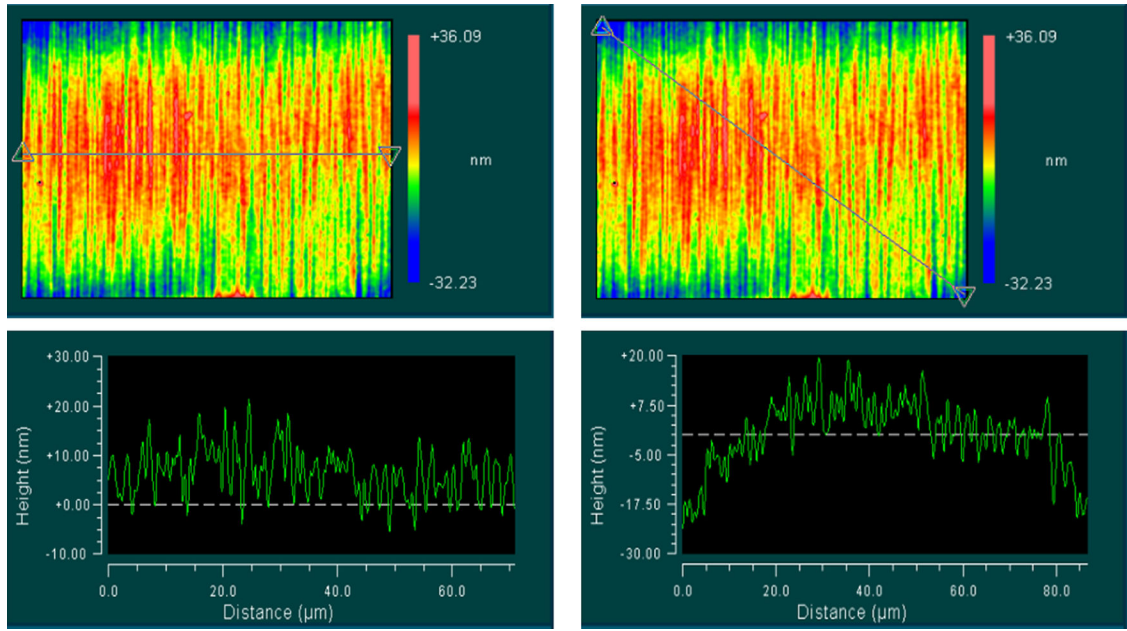 +36.09
nm
-32.23
+36.09
nm
-32.23
+30.00
+20.00
+10.00
+0.00
-10.00
Height (nm)
0.0 20.0 40.0 60.0
Distance (µm)
+20.00
+7.50
-5.00
-17.50
-30.00
Height (nm)
0.0 20.0 40.0 60.0 80.0
Distance (µm)